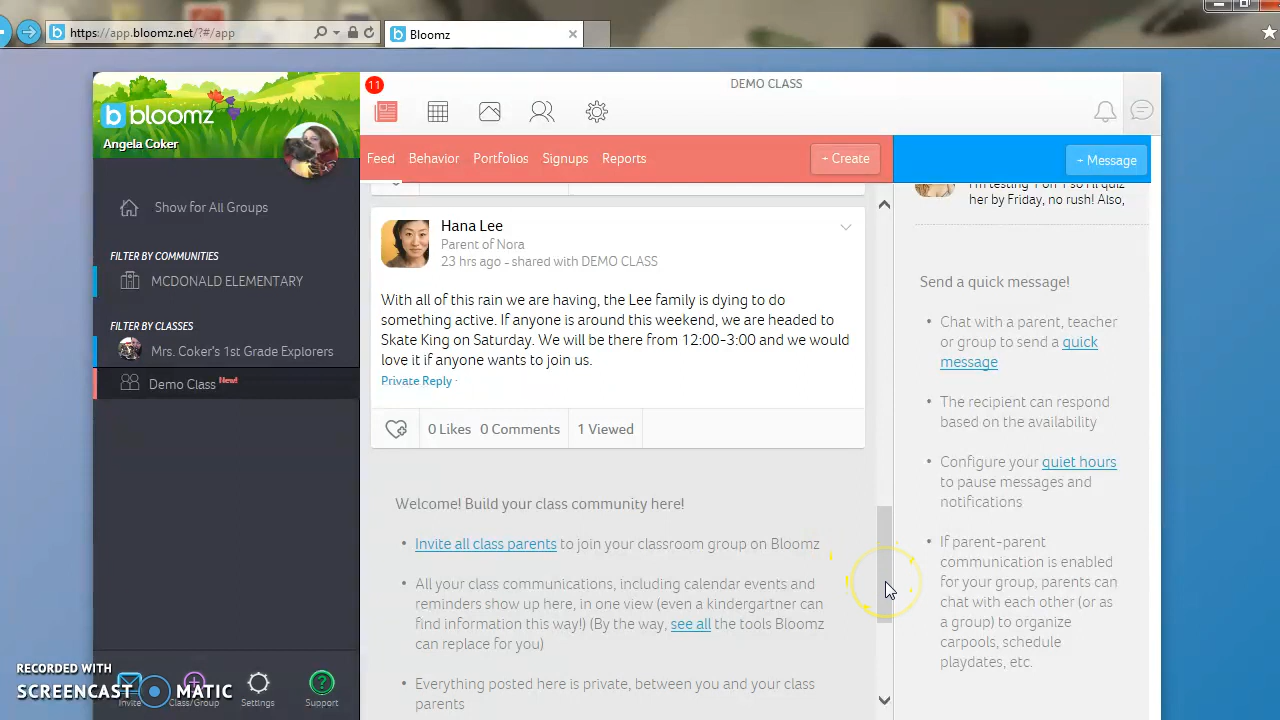 https://app.bloomz.net/?#/app
Bloomz
bloomz
Angela Coker
Show for All Groups
FILTER BY COMMUNITIES
MCDONALD ELEMENTARY
FILTER BY CLASSES
Mrs. Coker's 1st Grade Explorers
Demo Class New!
Invite
Class/Group
Settings
Support
RECORDED WITH
SCREENCAST MATIC
11
DEMO CLASS
Feed Behavior Portfolios Signups Reports
+ Create
+ Message
Hana Lee
Parent of Nora
23 hrs ago - shared with DEMO CLASS
With all of this rain we are having, the Lee family is dying to do
something active. If anyone is around this weekend, we are headed to
Skate King on Saturday. We will be there from 12:00-3:00 and we would
love it if anyone wants to join us.
Private Reply ·
0 Likes 0 Comments 1 Viewed
Welcome! Build your class community here!
• Invite all class parents to join your classroom group on Bloomz
• All your class communications, including calendar events and
reminders show up here, in one view (even a kindergartner can
find information this way!) (By the way, see all the tools Bloomz
can replace for you)
• Everything posted here is private, between you and your class
parents
her by Friday, no rush! Also,
Send a quick message!
• Chat with a parent, teacher
or group to send a quick
message
• The recipient can respond
based on the availability
• Configure your quiet hours
to pause messages and
notifications
• If parent-parent
communication is enabled
for your group, parents can
chat with each other (or as
a group) to organize
carpools, schedule
playdates, etc.